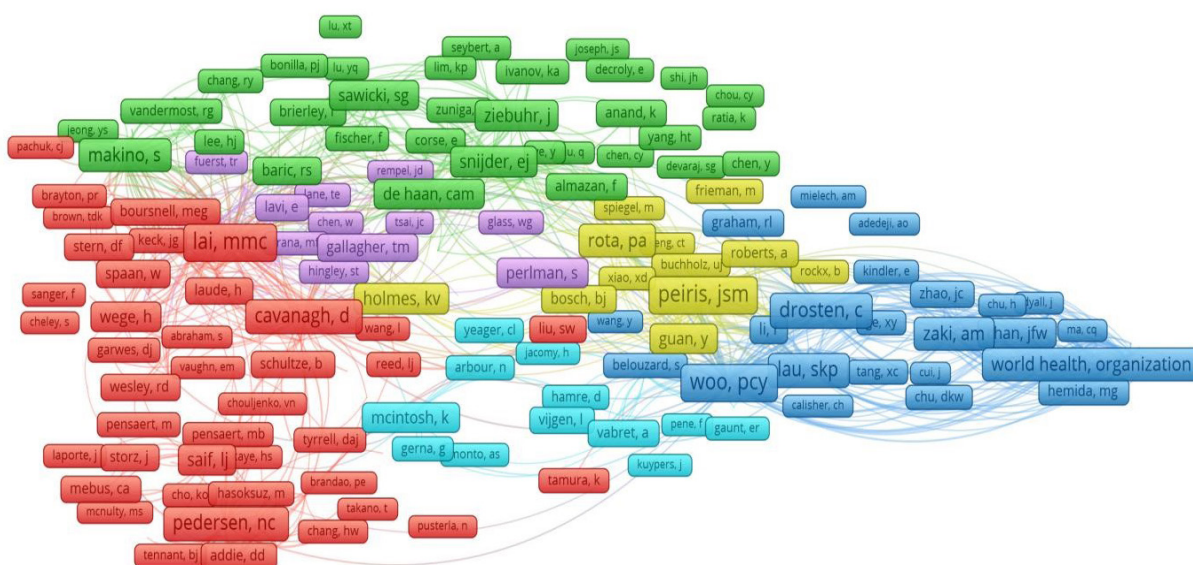 lu, xt
seybert, a
joseph, js
bonilla, pj
lu, yq
lim, kp
ivanov, ka
decroly, e
chang, ry
shi, jh
sawicki, sg
chou, cy
vandermost, rg
brierley, i
zuniga,
ziebuhr, j
anand, k
ratia, k
jeong, ys
lee, hj
fischer, f
corse, e
yang, ht
pachuk, cj
makino, s
fuerst, tr
baric, rs
rempel, jd
snijder, ej
chen, cy
devaraj, sg
chen, y
brayton, pr
lane, te
de haan, cam
almazan, f
frieman, m
mielech, am
brown, tdk
boursnell, meg
lavi, e
chen, w
tsai, jc
glass, wg
spiegel, m
graham, rl
adedeji, ao
stern, df
keck, jg
lai, mmc
gallagher, tm
rota, pa
roberts, a
spaan, w
hingley, st
perlman, s
xiao, xd
buchholz, uj
rockx, b
kindler, e
sanger, f
laude, h
holmes, kv
bosch, bj
peiris, jsm
zhao, jc
chu, h
dyall, j
cheley, s
wege, h
cavanagh, d
wang, l
yeager, cl
liu, sw
wang, y
guan, y
drosten, c
zaki, am
han, jfw
ma, cq
garwes, dj
abraham, s
jacomy, h
vaughn, em
schultze, b
reed, lj
arbour, n
belouzard, s
lau, skp
tang, xc
cui, j
world health, organization
wesley, rd
woo, pcy
chu, dkw
hemida, mg
chouljenko, vn
hamre, d
calisher, ch
pensaert, m
mcintosh, k
vijgen, l
vabret, a
pene, f
gaunt, er
pensaert, mb
tyrrell, daj
gerna, g
monto, as
laporte, j
storz, j
saif, lj
kaye, hs
kuypers, j
mebus, ca
cho, ko
hasoksuz, m
brandao, pe
tamura, k
mcnulty, ms
takano, t
pedersen, nc
chang, hw
pusterla, n
tennant, bj
addie, dd